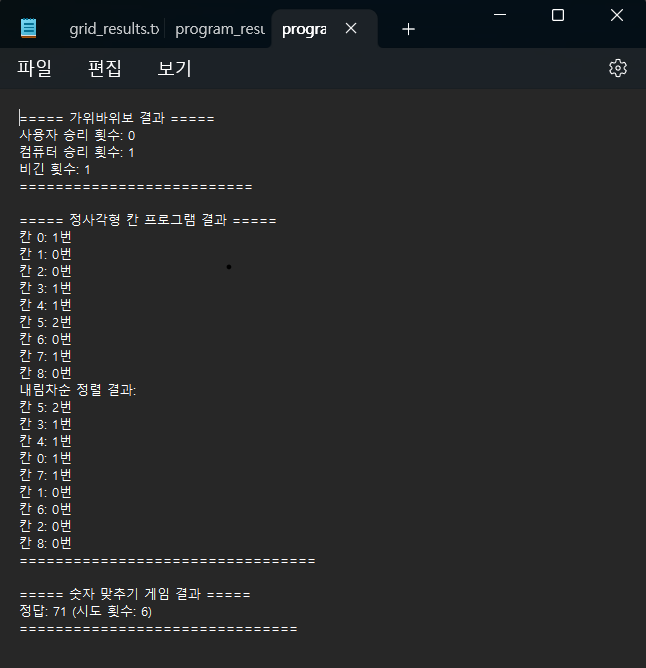 grid_results.tx
program_resu
progra
파일 편집 보기
===== 가위바위보 결과 =====
사용자 승리 횟수: 0
컴퓨터 승리 횟수: 1
비긴 횟수: 1
==========================
===== 정사각형 칸 프로그램 결과 =====
칸 0: 1번
칸 1: 0번
칸 2: 0번
칸 3: 1번
칸 4: 1번
칸 5: 2번
칸 6: 0번
칸 7: 1번
칸 8: 0번
내림차순 정렬 결과:
칸 5: 2번
칸 3: 1번
칸 4: 1번
칸 0: 1번
칸 7: 1번
칸 1: 0번
칸 6: 0번
칸 2: 0번
칸 8: 0번
=================================
===== 숫자 맞추기 게임 결과 =====
정답: 71 (시도 횟수: 6)
===============================